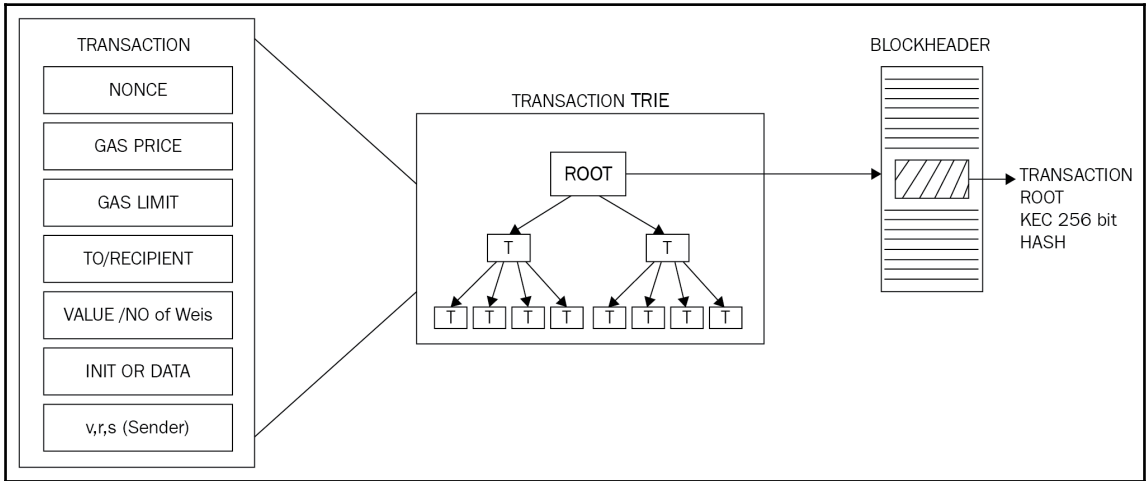 TRANSACTION
NONCE
GAS PRICE
GAS LIMIT
TO/RECIPIENT
VALUE /NO of Weis
INIT OR DATA
v,r,s (Sender)
TRANSACTION TRIE
ROOT
T T
T T T T T T T T
BLOCKHEADER
TRANSACTION
ROOT
KEC 256 bit
HASH